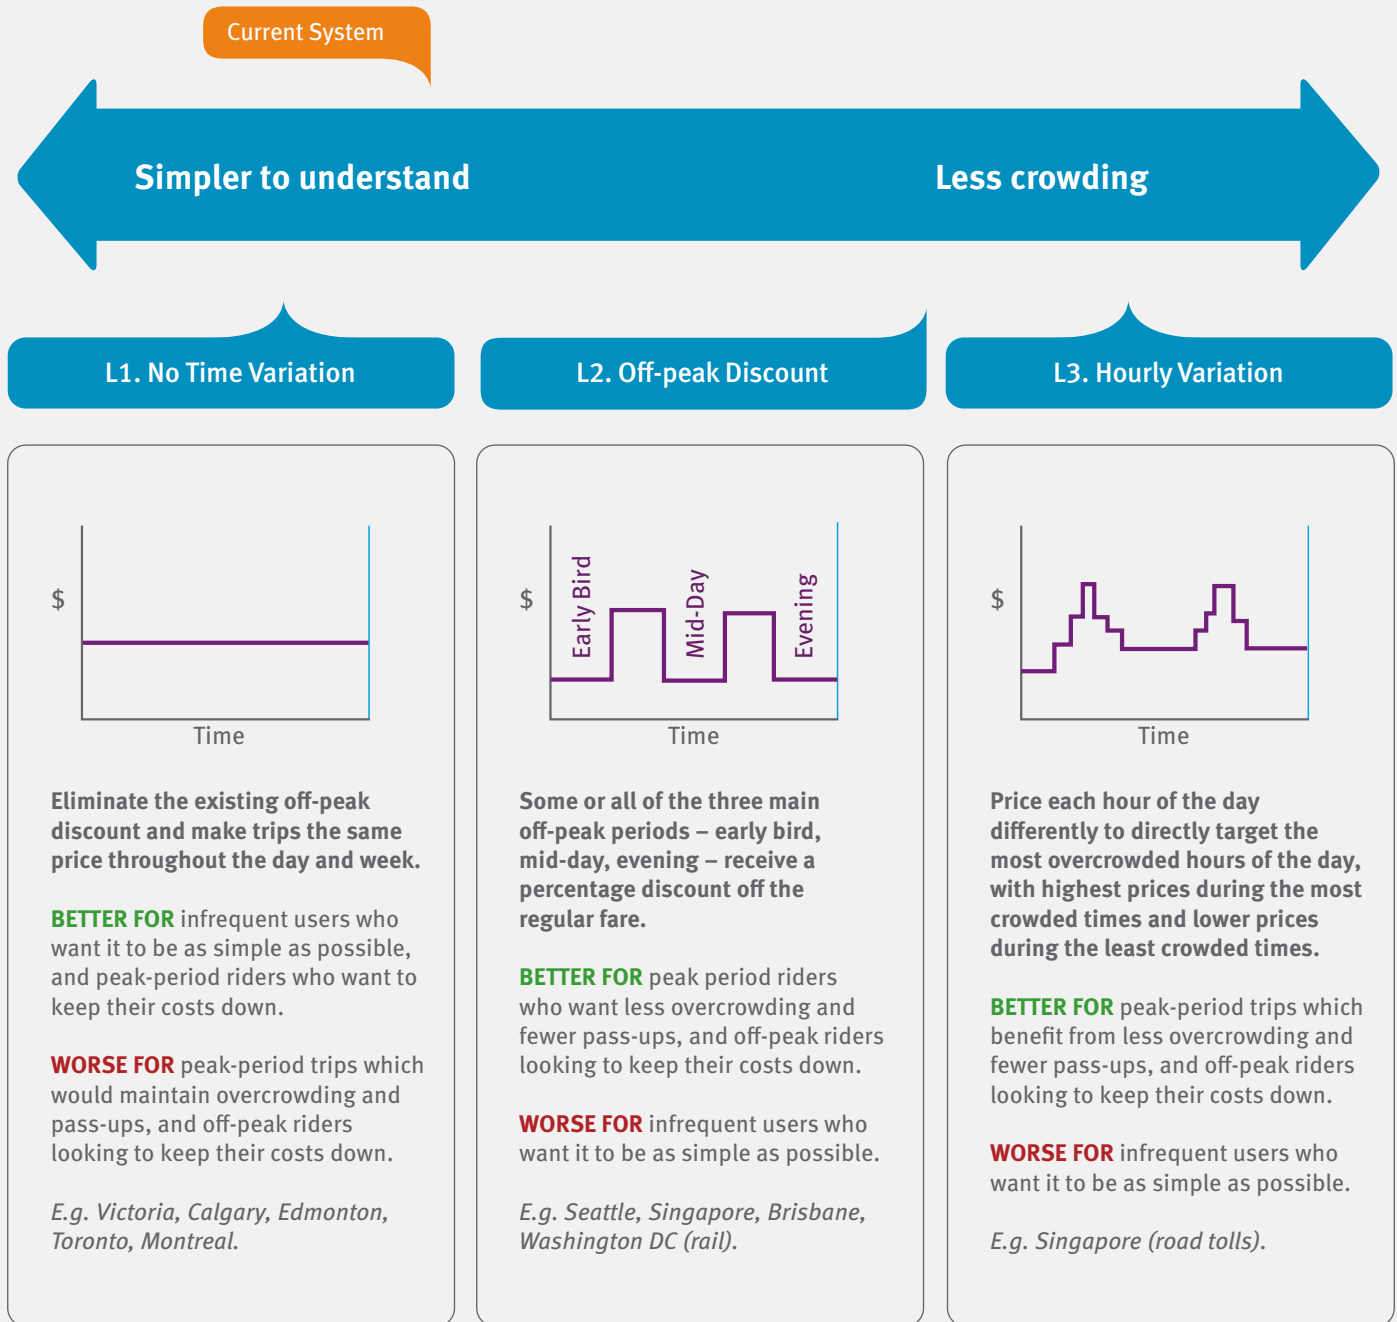 Current System
Simpler to understand
Less crowding
L1. No Time Variation
L2. Off-peak Discount
L3. Hourly Variation
$
Time
Eliminate the existing off-peak
discount and make trips the same
price throughout the day and week.
BETTER FOR infrequent users who
want it to be as simple as possible,
and peak-period riders who want to
keep their costs down.
WORSE FOR peak-period trips which
would maintain overcrowding and
pass-ups, and off-peak riders
looking to keep their costs down.
E.g. Victoria, Calgary, Edmonton,
Toronto, Montreal.
$
Early Bird
Mid-Day
Evening
Time
Some or all of the three main
off-peak periods – early bird,
mid-day, evening – receive a
percentage discount off the
regular fare.
BETTER FOR peak period riders
who want less overcrowding and
fewer pass-ups, and off-peak riders
looking to keep their costs down.
WORSE FOR infrequent users who
want it to be as simple as possible.
E.g. Seattle, Singapore, Brisbane,
Washington DC (rail).
$
Time
Price each hour of the day
differently to directly target the
most overcrowded hours of the day,
with highest prices during the most
crowded times and lower prices
during the least crowded times.
BETTER FOR peak-period trips which
benefit from less overcrowding and
fewer pass-ups, and off-peak riders
looking to keep their costs down.
WORSE FOR infrequent users who
want it to be as simple as possible.
E.g. Singapore (road tolls).